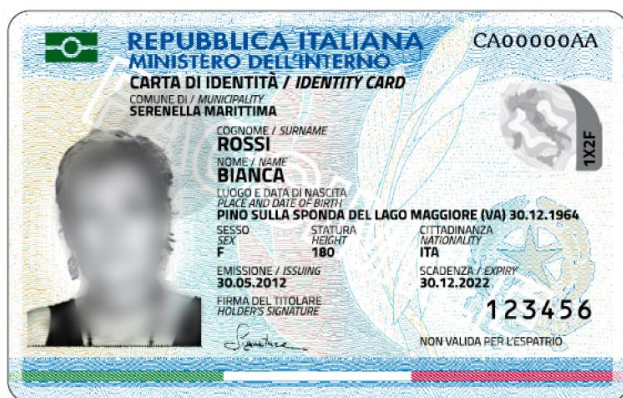 REPUBBLICA ITALIANA
CA00000AA
MINISTERO DELL'INTERNO
CARTA DI IDENTITÀ / IDENTITY CARD
COMUNE DI / MUNICIPALITY
SERENELLA MARITTIMA
COGNOME / SURNAME
ROSSI
1X2F
NOME / NAME
BIANCA
LUOGO E DATA DI NASCITA
PLACE AND DATE OF BIRTH
PINO SULLA SPONDA DEL LAGO MAGGIORE (VA) 30.12.1964
SESSO STATURA CITTADINANZA
SEX HEIGHT NATIONALITY
F 180 ITA
EMISSIONE / ISSUING SCADENZA / EXPIRY
30.05.2012 30.12.2022
FIRMA DEL TITOLARE
HOLDER'S SIGNATURE
123456
NON VALIDA PER L'ESPATRIO